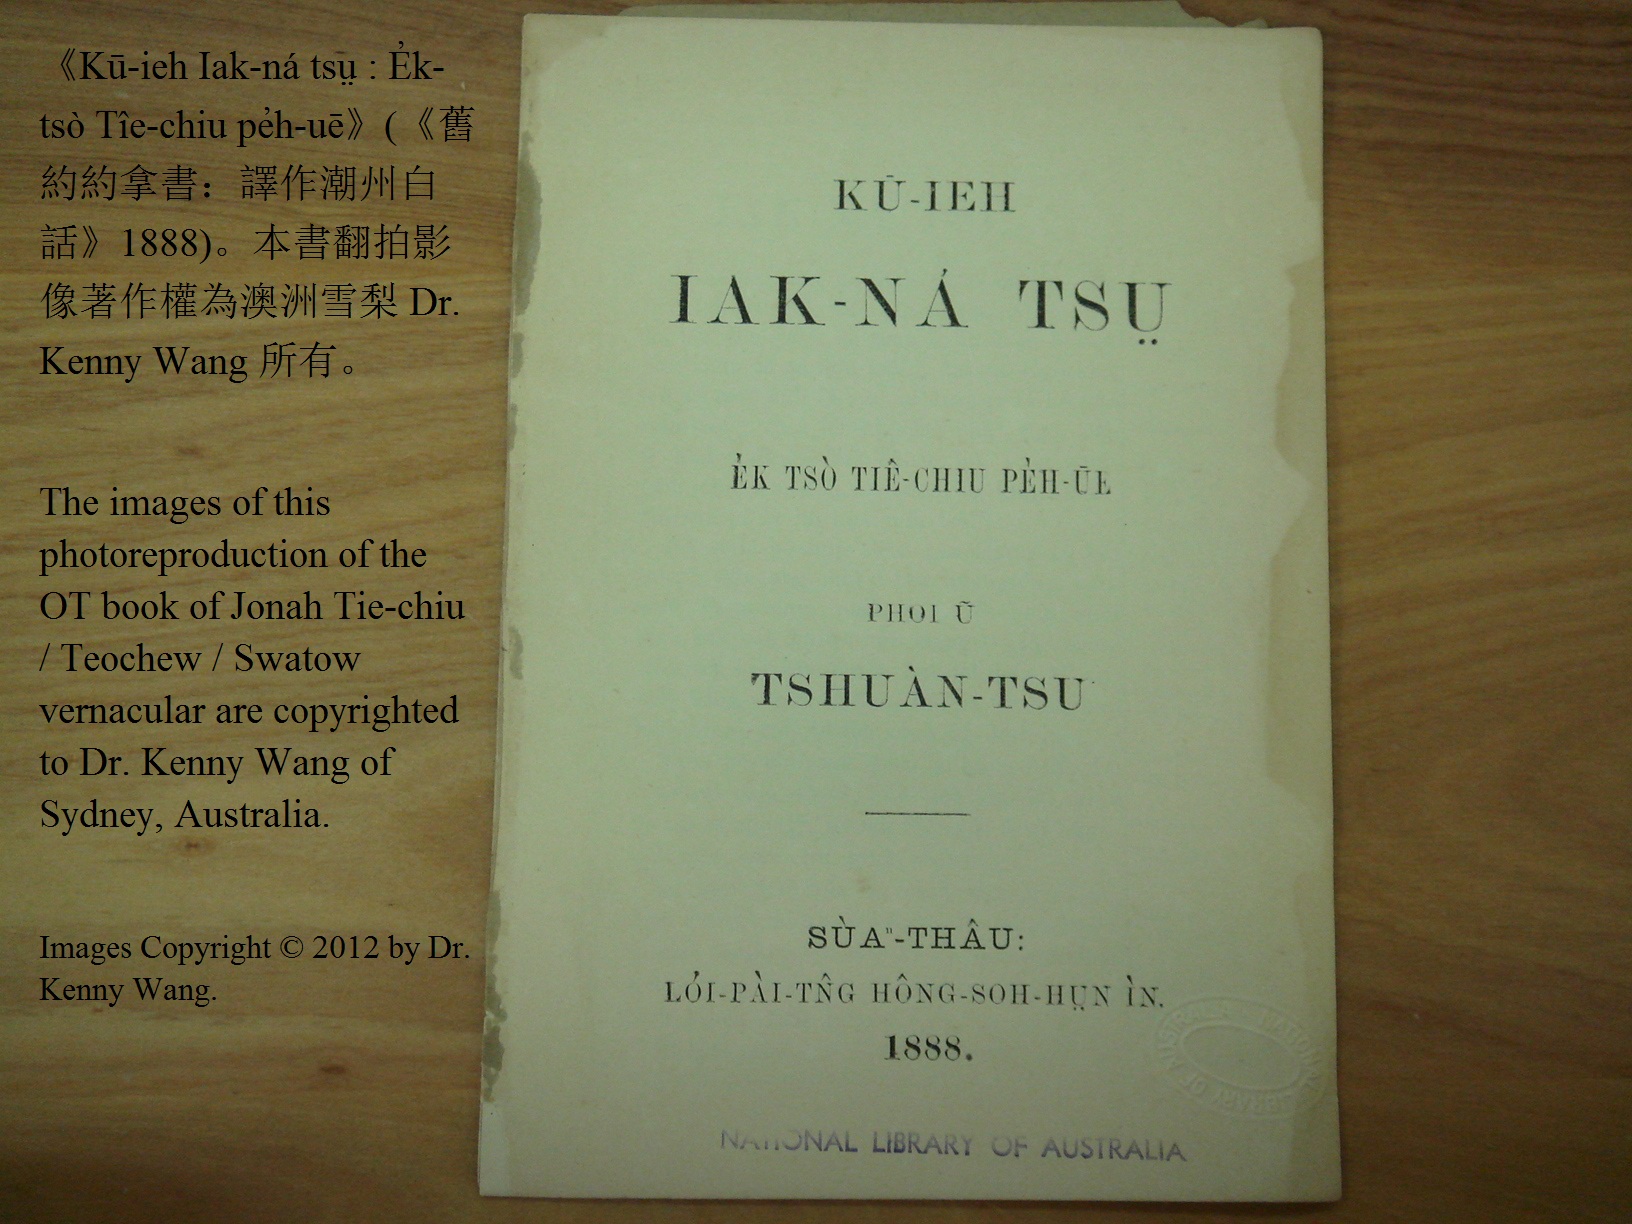 《Kū-ieh Iak-ná tsṳ : E̍k-
tsò Tîe-chiu pe̍h-uē》(《舊
約約拿書：譯作潮州白
話》1888)。本書翻拍影
像著作權為澳洲雪梨 Dr.
Kenny Wang 所有。
The images of this
photoreproduction of the
OT book of Jonah Tie-chiu
/ Teochew / Swatow
vernacular are copyrighted
to Dr. Kenny Wang of
Sydney, Australia.
Images Copyright © 2012 by Dr.
Kenny Wang.
KŪ-IEH
IAK-NÁ TSṲ
E̍K TSÒ TIÊ-CHIU PE̍H-ŪE
PHOI Ū
TSHUÀN-TSU
SÙAⁿ-THÂU:
LÓI-PÀI-TN̂G HÔNG-SOH-HṲN ÌN.
1888.
NATIONAL LIBRARY OF AUSTRALIA